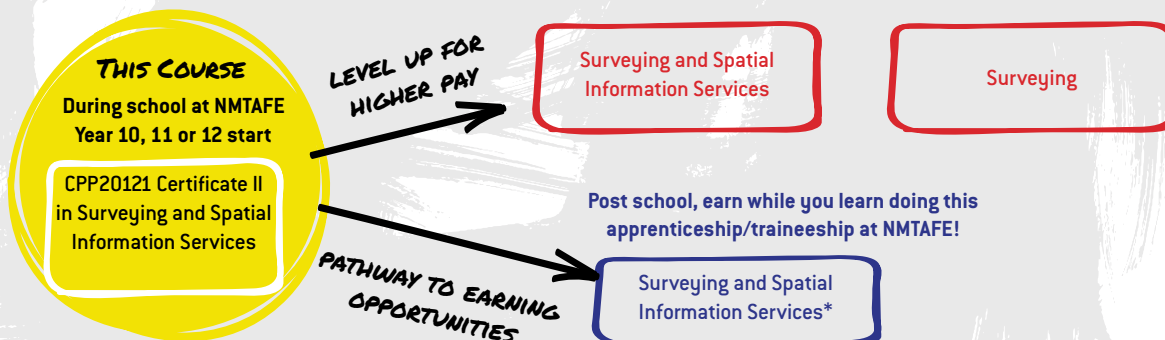 THIS COURSE
During school at NMTAFE
Year 10, 11 or 12 start
CPP20121 Certificate II
in Surveying and Spatial
Information Services
LEVEL UP FOR
HIGHER PAY
Surveying and Spatial
Information Services
Surveying
PATHWAY TO EARNING
OPPORTUNITIES
Post school, earn while you learn doing this
apprenticeship/traineeship at NMTAFE!
Surveying and Spatial
Information Services*